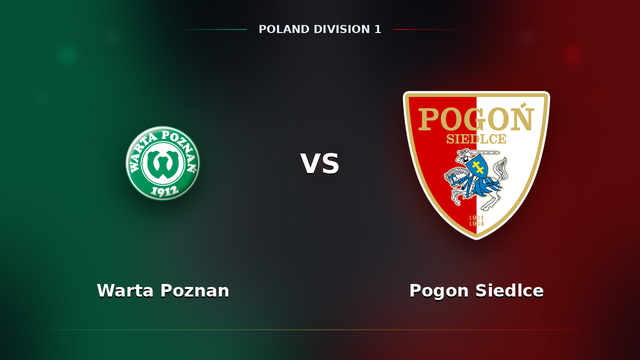 POLAND DIVISION 1
WARTA POZNAŃ
1912
VS
POGOŃ
SIEDLCE
Warta Poznan
Pogon Siedlce